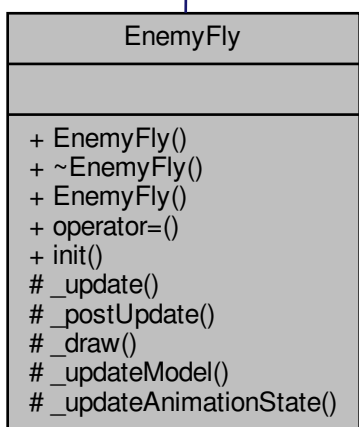 EnemyFly
+ EnemyFly()
+ ~EnemyFly()
+ EnemyFly()
+ operator=()
+ init()
# _update()
# _postUpdate()
# _draw()
# _updateModel()
# _updateAnimationState()